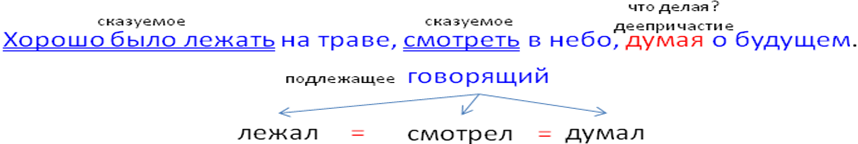 что делая?
сказуемое сказуемое деепричастие
Хорошо было лежать на траве, смотреть в небо, думая о будущем.
подлежащее говорящий
лежал = смотрел = думал